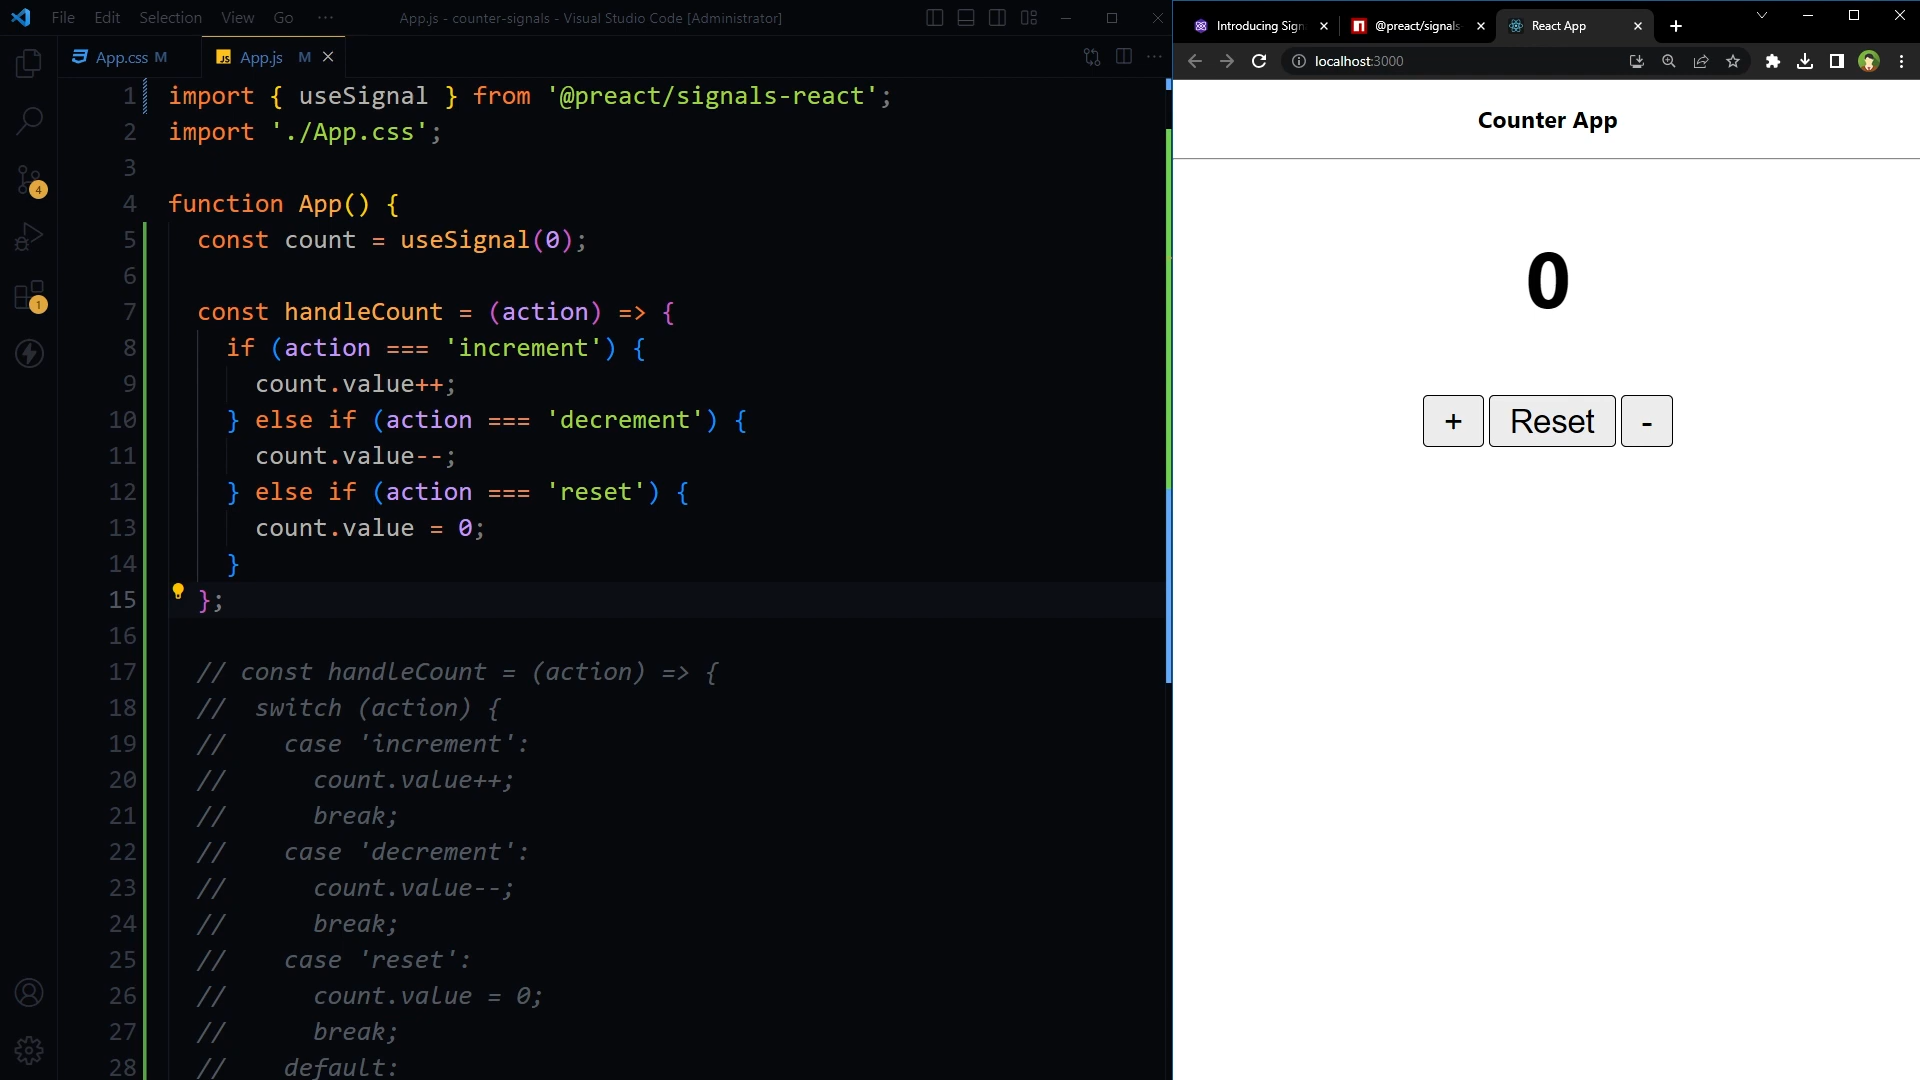 File Edit Selection View Go ··· App.js - counter-signals - Visual Studio Code [Administrator]
App.css M App.js M
1 import { useSignal } from '@preact/signals-react';
2 import './App.css';
3
4 function App() {
5 const count = useSignal(0);
6
7 const handleCount = (action) => {
8 if (action === 'increment') {
9 count.value++;
10 } else if (action === 'decrement') {
11 count.value--;
12 } else if (action === 'reset') {
13 count.value = 0;
14 }
15 };
16
17 // const handleCount = (action) => {
18 // switch (action) {
19 // case 'increment':
20 // count.value++;
21 // break;
22 // case 'decrement':
23 // count.value--;
24 // break;
25 // case 'reset':
26 // count.value = 0;
27 // break;
28 // default:
4
1
Introducing Sign @preact/signals- React App
localhost:3000
Counter App
0
+ Reset -